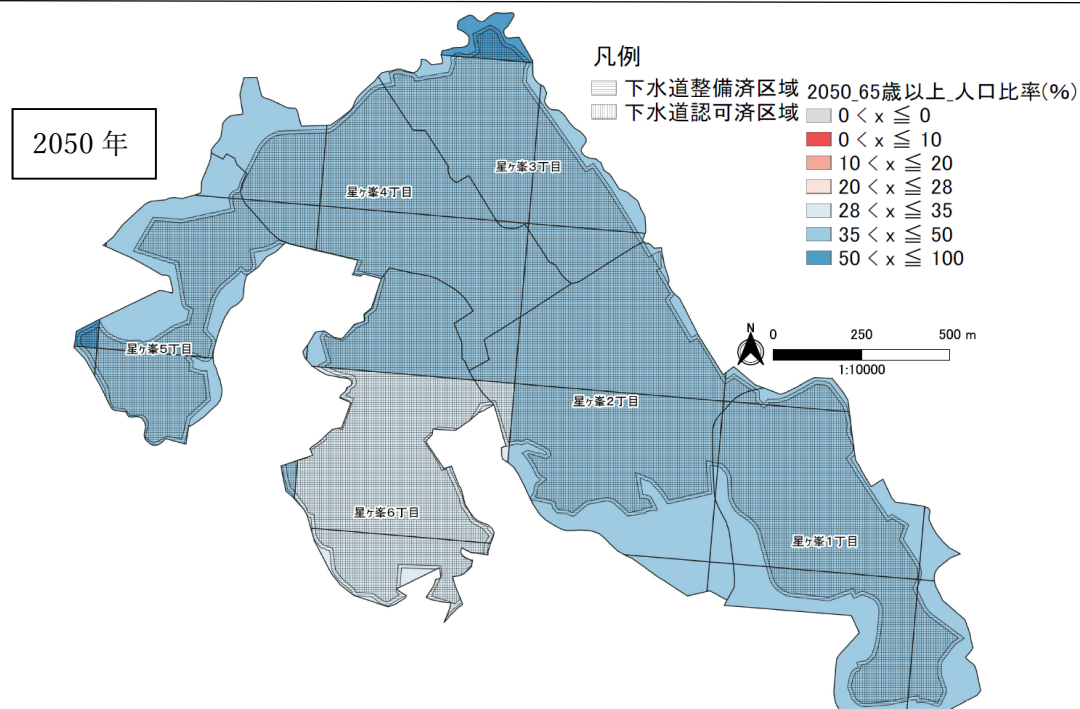 2050 年
凡例
下水道整備済区域
下水道認可済区域
2050_65歳以上_人口比率(%)
0 < x ≦ 0
0 < x ≦ 10
10 < x ≦ 20
20 < x ≦ 28
28 < x ≦ 35
35 < x ≦ 50
50 < x ≦ 100
星ヶ峯3丁目
星ヶ峯4丁目
N
0 250 500 m
1:10000
星ヶ峯5丁目
星ヶ峯2丁目
星ヶ峯6丁目
星ヶ峯1丁目